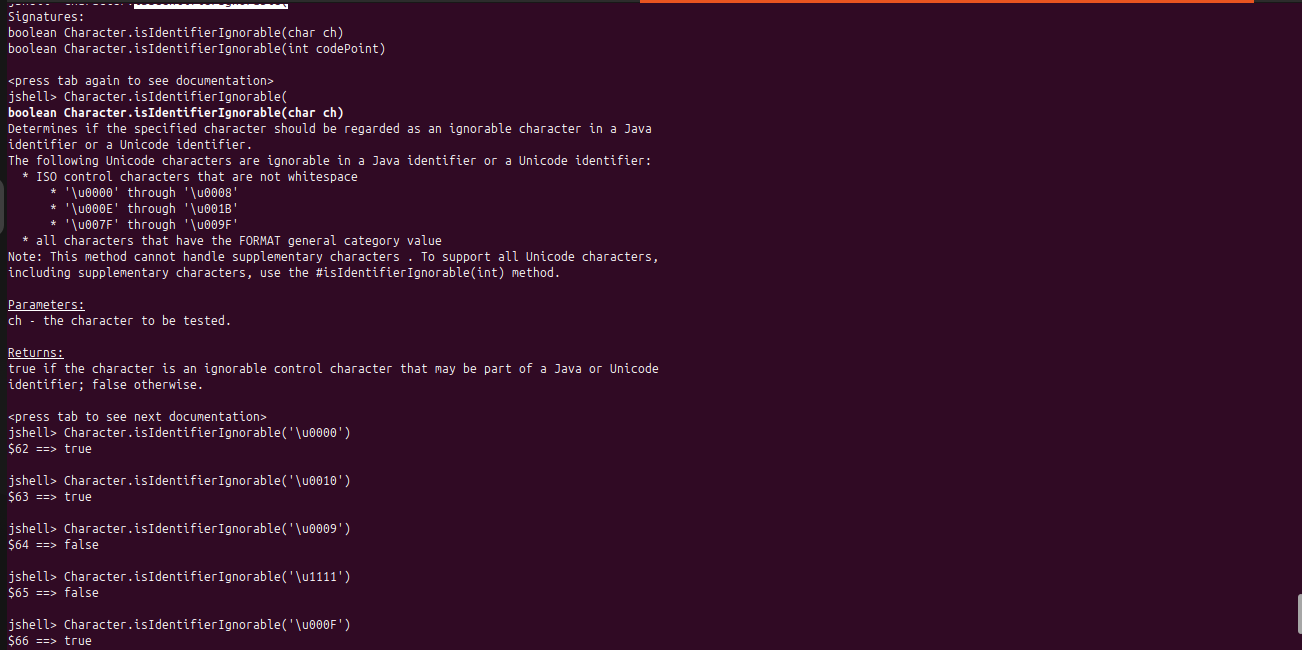 Signatures:
boolean Character.isIdentifierIgnorable(char ch)
boolean Character.isIdentifierIgnorable(int codePoint)
<press tab again to see documentation>
jshell> Character.isIdentifierIgnorable(
boolean Character.isIdentifierIgnorable(char ch)
Determines if the specified character should be regarded as an ignorable character in a Java
identifier or a Unicode identifier.
The following Unicode characters are ignorable in a Java identifier or a Unicode identifier:
* ISO control characters that are not whitespace
* '\u0000' through '\u0008'
* '\u000E' through '\u001B'
* '\u007F' through '\u009F'
* all characters that have the FORMAT general category value
Note: This method cannot handle supplementary characters . To support all Unicode characters,
including supplementary characters, use the #isIdentifierIgnorable(int) method.
Parameters:
ch - the character to be tested.
Returns:
true if the character is an ignorable control character that may be part of a Java or Unicode
identifier; false otherwise.
<press tab to see next documentation>
jshell> Character.isIdentifierIgnorable('\u0000')
$62 ==> true
jshell> Character.isIdentifierIgnorable('\u0010')
$63 ==> true
jshell> Character.isIdentifierIgnorable('\u0009')
$64 ==> false
jshell> Character.isIdentifierIgnorable('\u1111')
$65 ==> false
jshell> Character.isIdentifierIgnorable('\u000F')
$66 ==> true